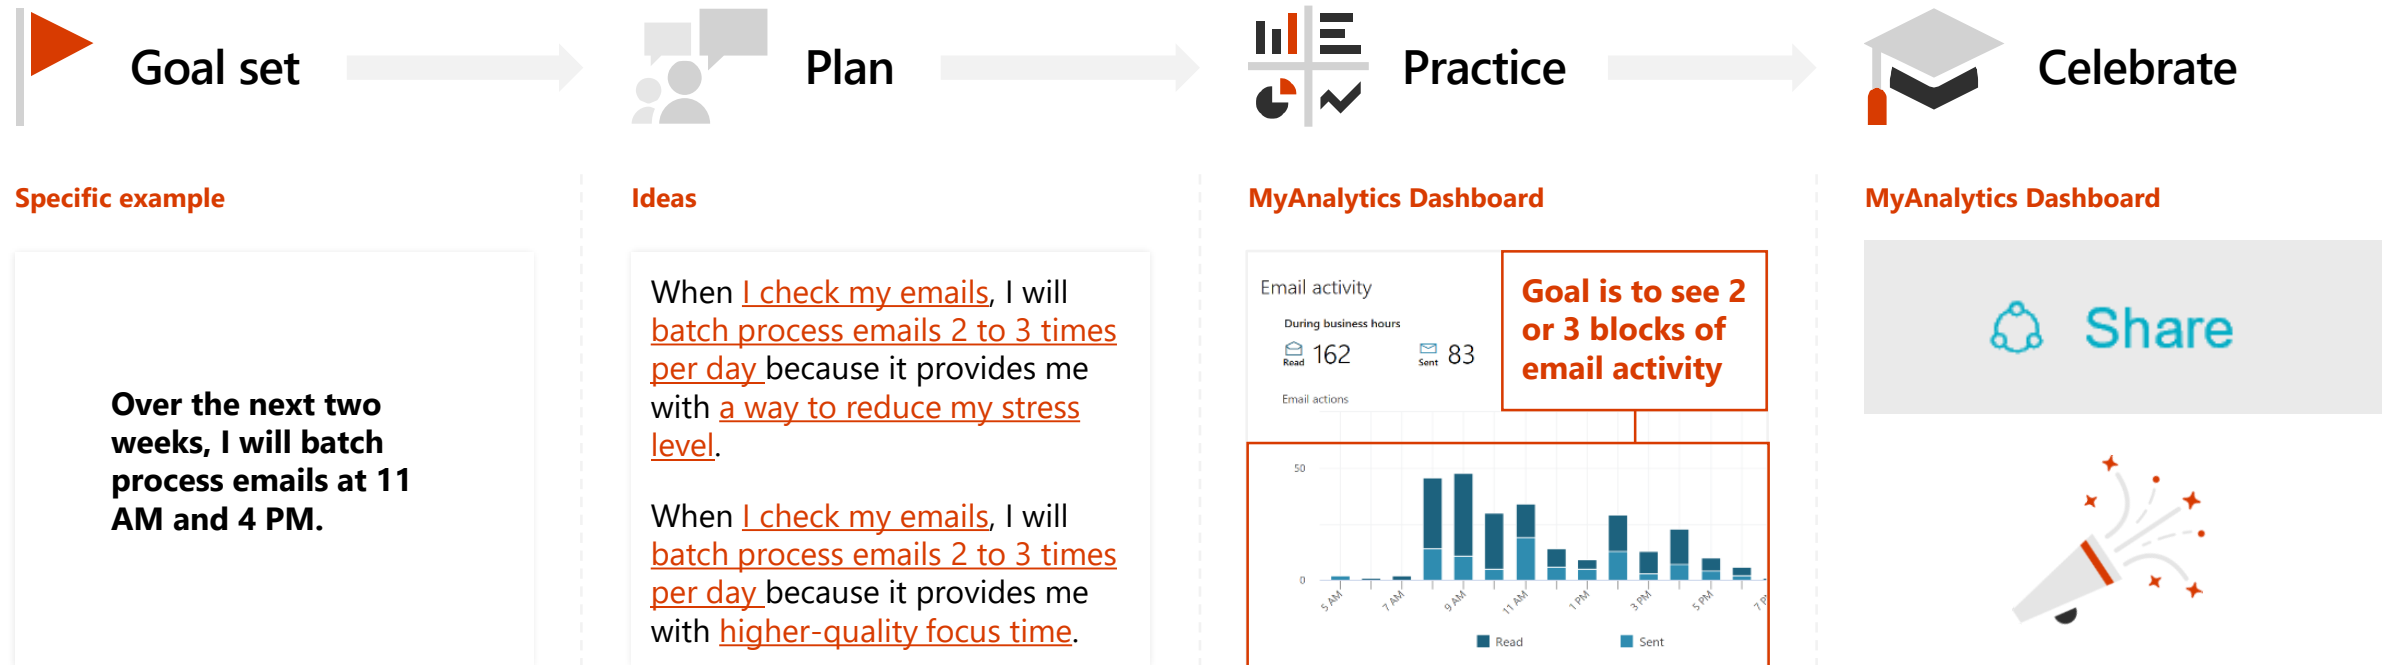 Goal set
Plan
Practice
Celebrate
Specific example
Over the next two
weeks, I will batch
process emails at 11
AM and 4 PM.
Ideas
When I check my emails, I will
batch process emails 2 to 3 times
per day because it provides me
with a way to reduce my stress
level.
When I check my emails, I will
batch process emails 2 to 3 times
per day because it provides me
with higher-quality focus time.
MyAnalytics Dashboard
Email activity
During business hours
Read 162
Sent 83
Email actions
Goal is to see 2
or 3 blocks of
email activity
50
0
5 AM
7 AM
9 AM
11 AM
1 PM
3 PM
5 PM
7 P
Read
Sent
MyAnalytics Dashboard
Share